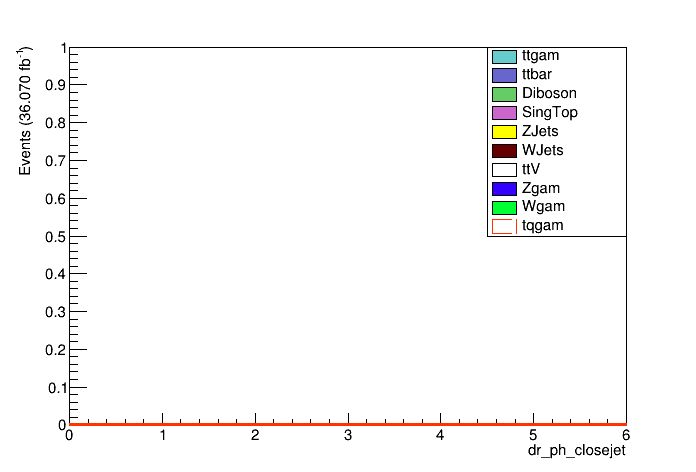 Events (36.070 fb⁻¹)
1
0.9
0.8
0.7
0.6
0.5
0.4
0.3
0.2
0.1
0
ttgam
ttbar
Diboson
SingTop
ZJets
WJets
ttV
Zgam
Wgam
tqgam
0 1 2 3 4 5 6
dr_ph_closejet